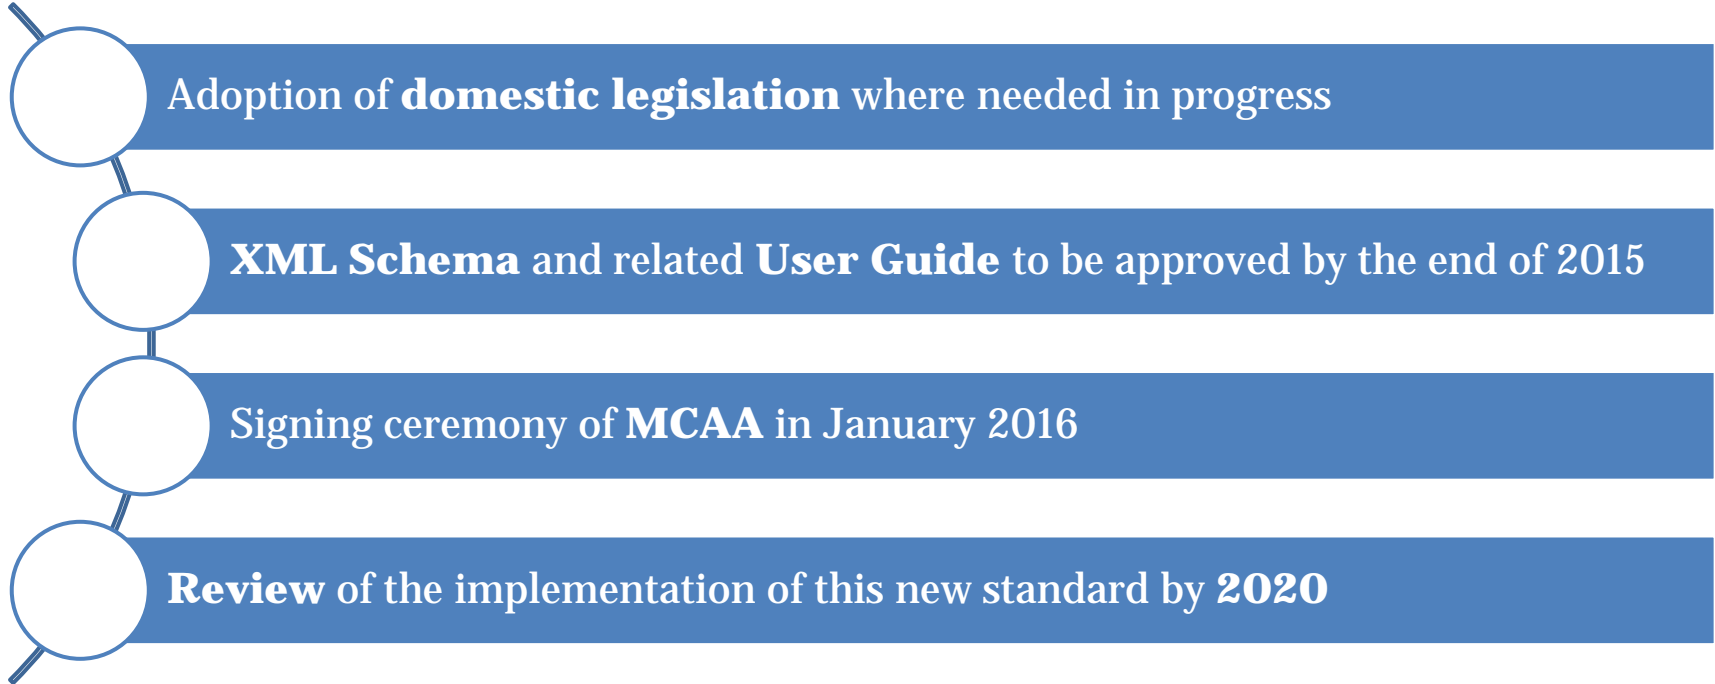 Adoption of domestic legislation where needed in progress
XML Schema and related User Guide to be approved by the end of 2015
Signing ceremony of MCAA in January 2016
Review of the implementation of this new standard by 2020